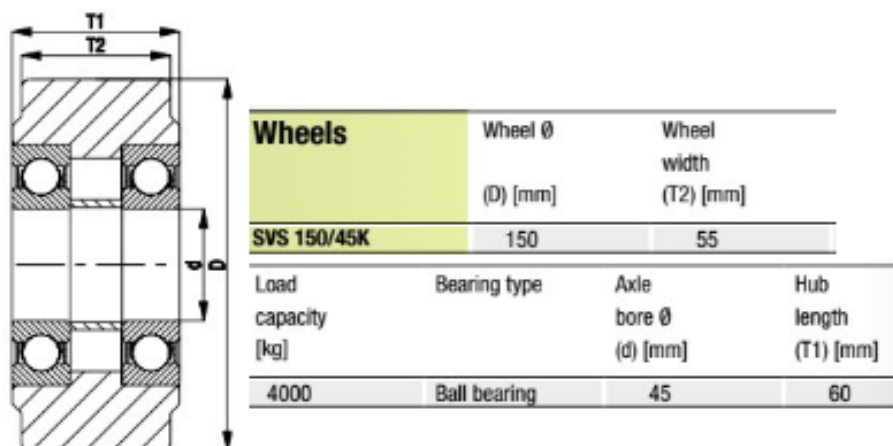 T1
T2
d
D
Wheels
Wheel Ø
(D) [mm]
Wheel
width
(T2) [mm]
SVS 150/45K
150
55
Load
capacity
[kg]
Bearing type
Axle
bore Ø
(d) [mm]
Hub
length
(T1) [mm]
4000
Ball bearing
45
60